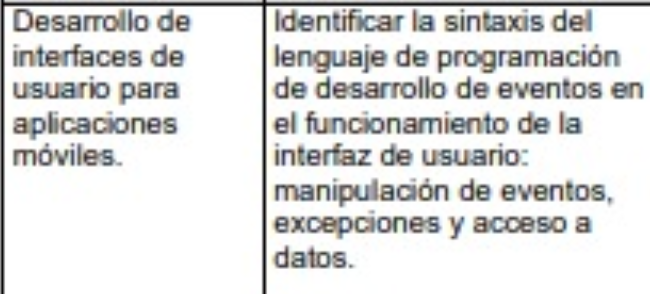 Desarrollo de
interfaces de
usuario para
aplicaciones
móviles.
Identificar la sintaxis del
lenguaje de programación
de desarrollo de eventos en
el funcionamiento de la
interfaz de usuario:
manipulación de eventos,
excepciones y acceso a
datos.